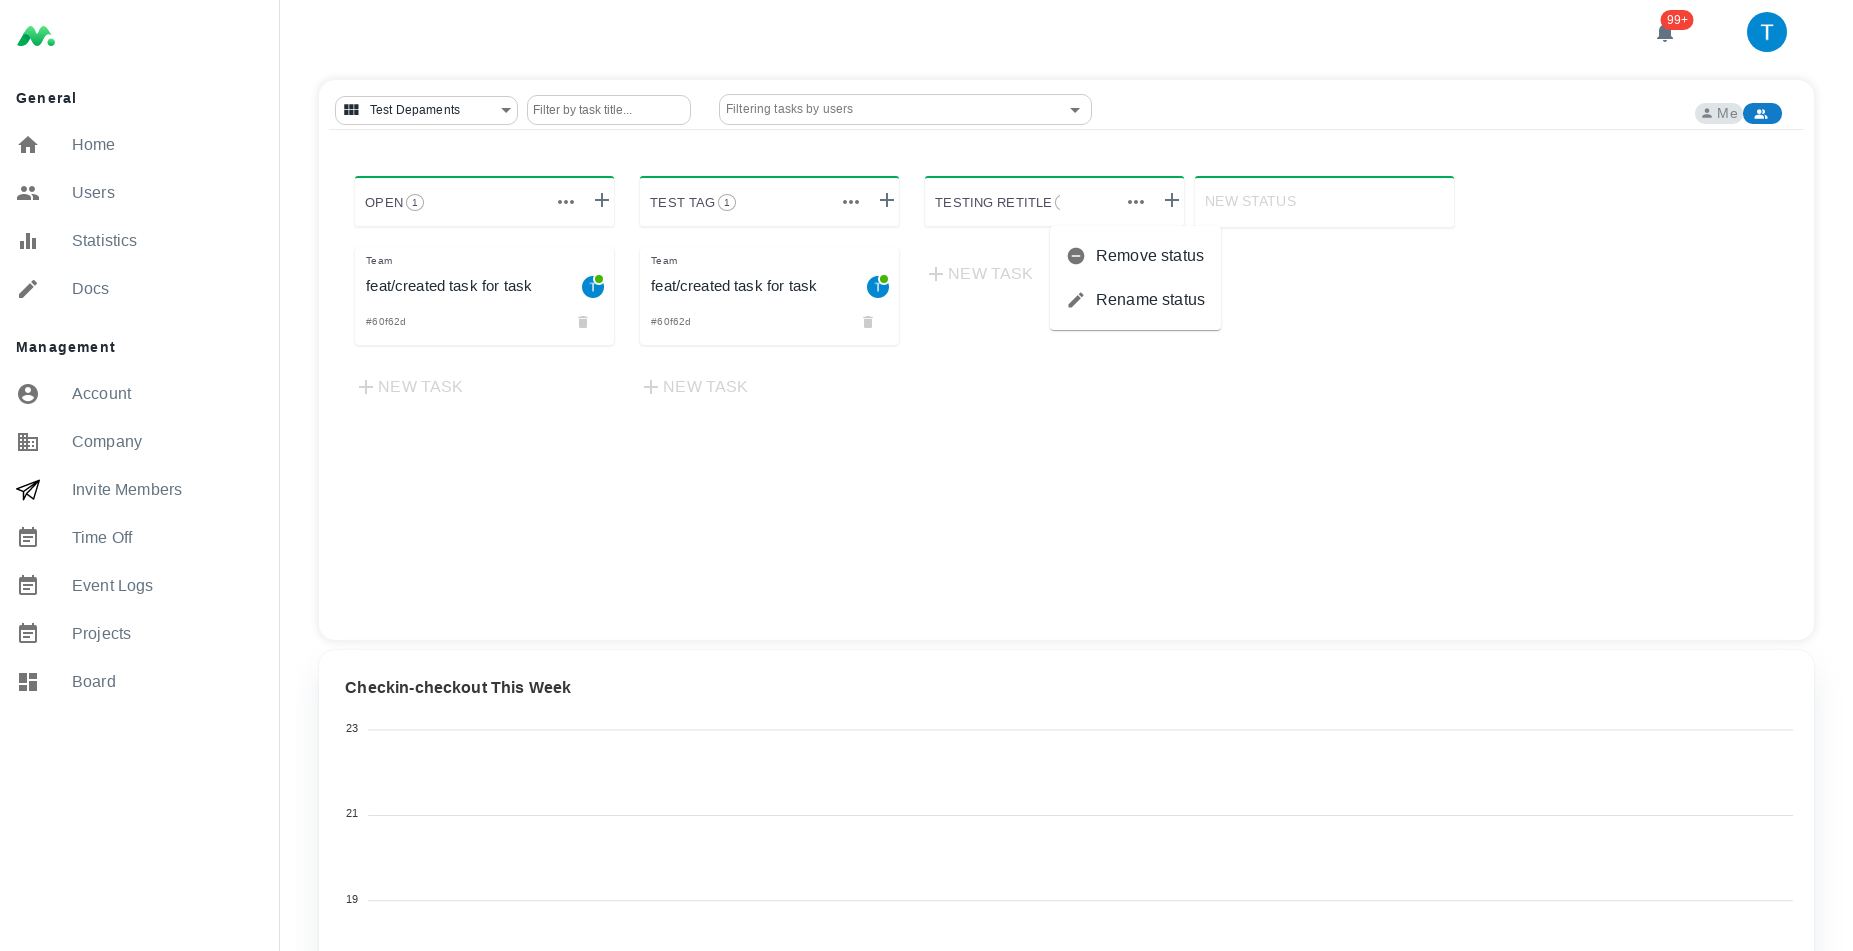 99+
T
General
Home
Users
Statistics
Docs
Management
Account
Company
Invite Members
Time Off
Event Logs
Projects
Board
Test Depaments
Filter by task title...
Filtering tasks by users
Me
OPEN 1
TEST TAG 1
TESTING RETITLE
NEW STATUS
Team
feat/created task for task
T
#60f62d
NEW TASK
Team
feat/created task for task
T
#60f62d
NEW TASK
NEW TASK
Remove status
Rename status
Checkin-checkout This Week
23
21
19